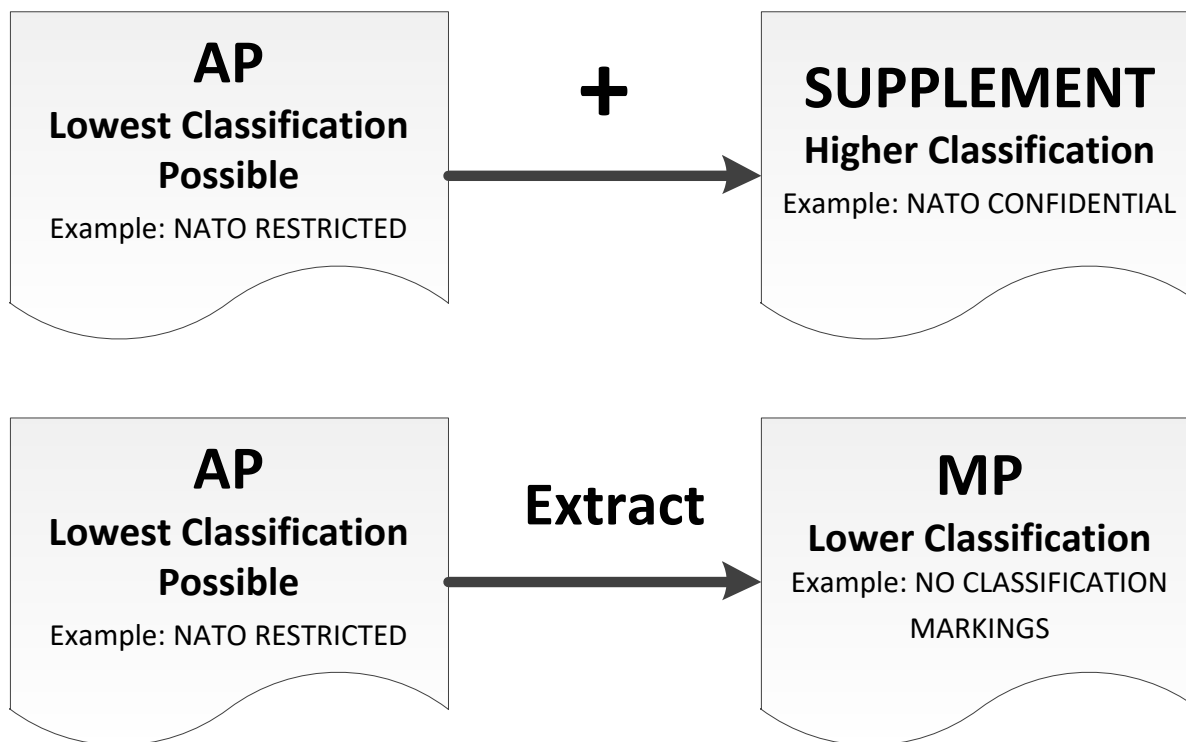 AP
Lowest Classification
Possible
Example: NATO RESTRICTED
+
SUPPLEMENT
Higher Classification
Example: NATO CONFIDENTIAL
AP
Lowest Classification
Possible
Example: NATO RESTRICTED
Extract
MP
Lower Classification
Example: NO CLASSIFICATION
MARKINGS